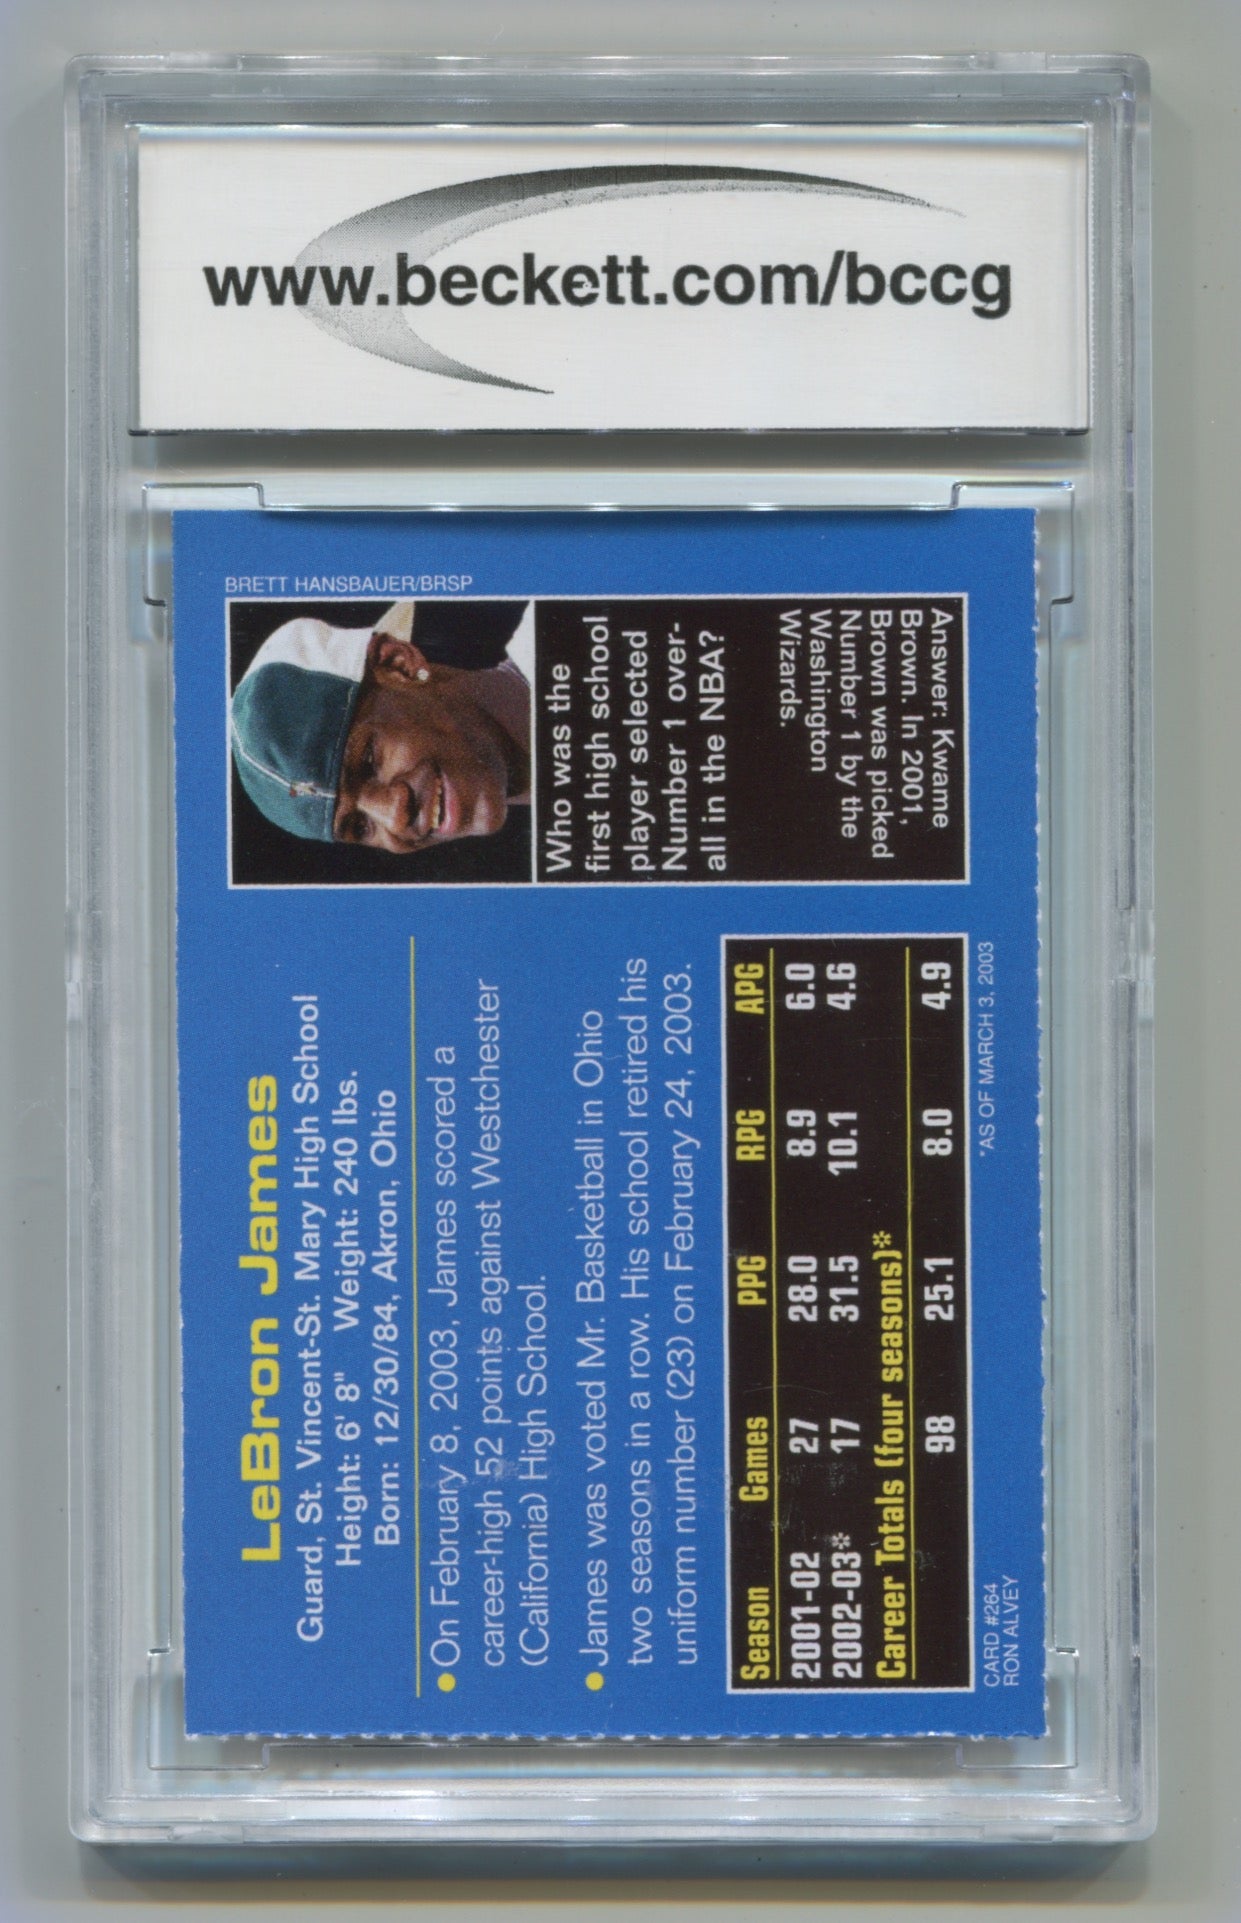 www.beckett.com/bccg
LeBron James
Guard, St. Vincent-St. Mary High School
Height: 6' 8" Weight: 240 lbs.
Born: 12/30/84, Akron, Ohio
• On February 8, 2003, James scored a
career-high 52 points against Westchester
(California) High School.
• James was voted Mr. Basketball in Ohio
two seasons in a row. His school retired his
uniform number (23) on February 24, 2003.
Season Games PPG RPG APG
2001-02 27 28.0 8.9 6.0
2002-03* 17 31.5 10.1 4.6
Career Totals (four seasons)*
98 25.1 8.0 4.9
CARD #264
RON ALVEY
*AS OF MARCH 3, 2003
BRETT HANSBAUER/BRSP
Who was the
first high school
player selected
Number 1 over-
all in the NBA?
Answer: Kwame
Brown. In 2001,
Brown was picked
Number 1 by the
Washington
Wizards.